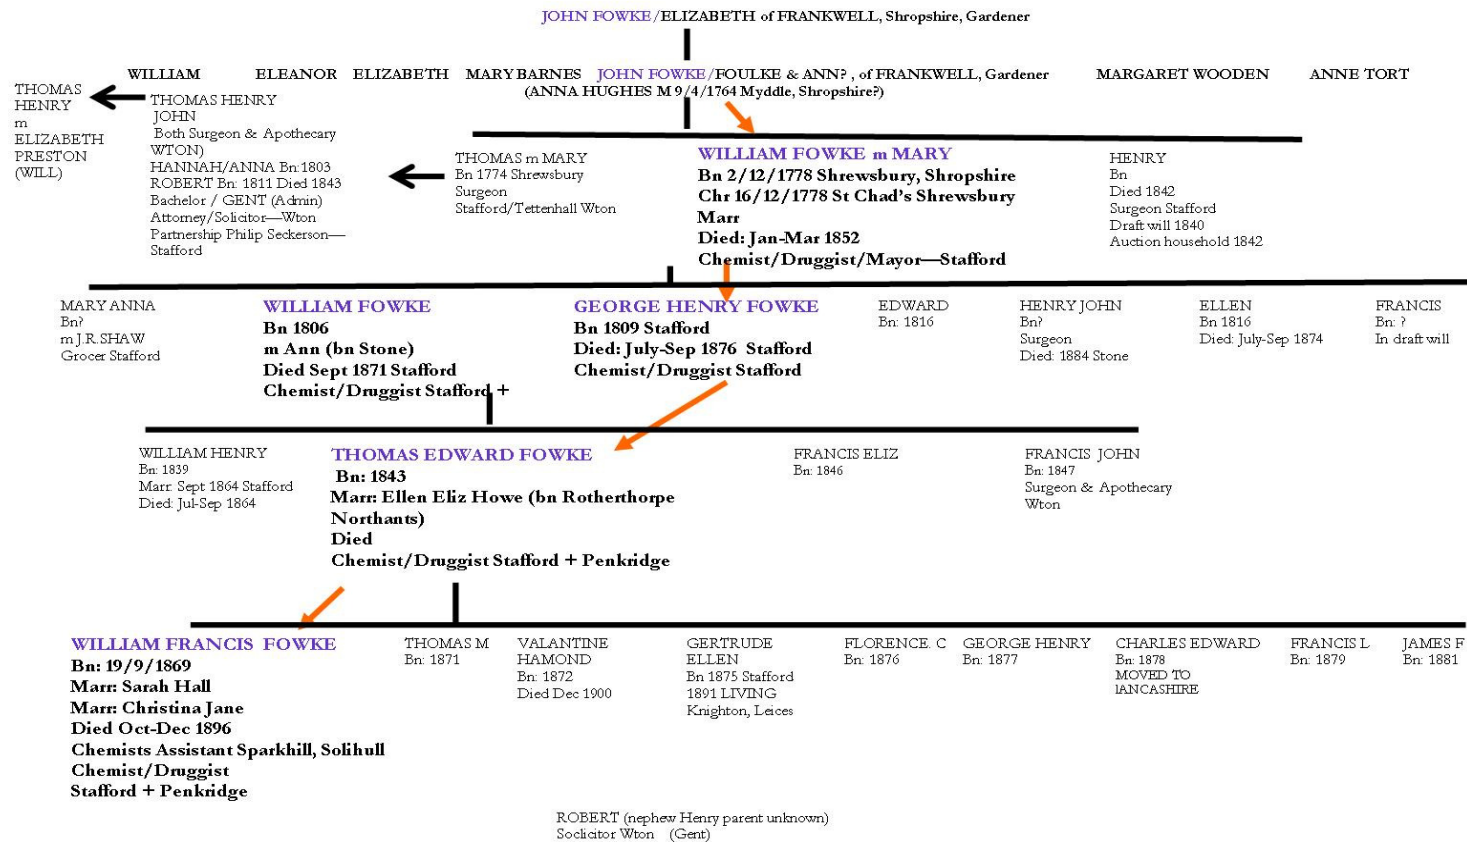 JOHN FOWKE/ELIZABETH of FRANKWELL, Shropshire, Gardener
WILLIAM ELEANOR ELIZABETH MARY BARNES JOHN FOWKE/FOULKE & ANN? , of FRANKWELL, Gardener MARGARET WOODEN ANNE TORT
(ANNA HUGHES M 9/4/1764 Myddle, Shropshire?)
THOMAS
HENRY
m
ELIZABETH
PRESTON
(WILL)
THOMAS HENRY
JOHN
Both Surgeon & Apothecary
WTON)
HANNAH/ANNA Bn:1803
ROBERT Bn: 1811 Died 1843
Bachelor / GENT (Admin)
Attorney/Solicitor—Wton
Partnership Philip Seckerson—
Stafford
THOMAS m MARY
Bn 1774 Shrewsbury
Surgeon
Stafford/Tettenhall Wton
WILLIAM FOWKE m MARY
Bn 2/12/1778 Shrewsbury, Shropshire
Chr 16/12/1778 St Chad's Shrewsbury
Marr
Died: Jan-Mar 1852
Chemist/Druggist/Mayor—Stafford
HENRY
Bn
Died 1842
Surgeon Stafford
Draft will 1840
Auction household 1842
MARY ANNA
Bn?
m J.R.SHAW
Grocer Stafford
WILLIAM FOWKE
Bn 1806
m Ann (bn Stone)
Died Sept 1871 Stafford
Chemist/Druggist Stafford +
GEORGE HENRY FOWKE
Bn 1809 Stafford
Died: July-Sep 1876 Stafford
Chemist/Druggist Stafford
EDWARD
Bn: 1816
HENRY JOHN
Bn?
Surgeon
Died: 1884 Stone
ELLEN
Bn 1816
Died: July-Sep 1874
FRANCIS
Bn: ?
In draft will
WILLIAM HENRY
Bn: 1839
Marr: Sept 1864 Stafford
Died: Jul-Sep 1864
THOMAS EDWARD FOWKE
Bn: 1843
Marr: Ellen Eliz Howe (bn Rotherthorpe
Northants)
Died
Chemist/Druggist Stafford + Penkridge
FRANCIS ELIZ
Bn: 1846
FRANCIS JOHN
Bn: 1847
Surgeon & Apothecary
Wton
WILLIAM FRANCIS FOWKE
Bn: 19/9/1869
Marr: Sarah Hall
Marr: Christina Jane
Died Oct-Dec 1896
Chemists Assistant Sparkhill, Solihull
Chemist/Druggist
Stafford + Penkridge
THOMAS M
Bn: 1871
VALANTINE
HAMOND
Bn: 1872
Died Dec 1900
GERTRUDE
ELLEN
Bn 1875 Stafford
1891 LIVING
Knighton, Leices
FLORENCE. C
Bn: 1876
GEORGE HENRY
Bn: 1877
CHARLES EDWARD
Bn: 1878
MOVED TO
lANCASHIRE
FRANCIS L
Bn: 1879
JAMES F
Bn: 1881
ROBERT (nephew Henry parent unknown)
Soclicitor Wton (Gent)